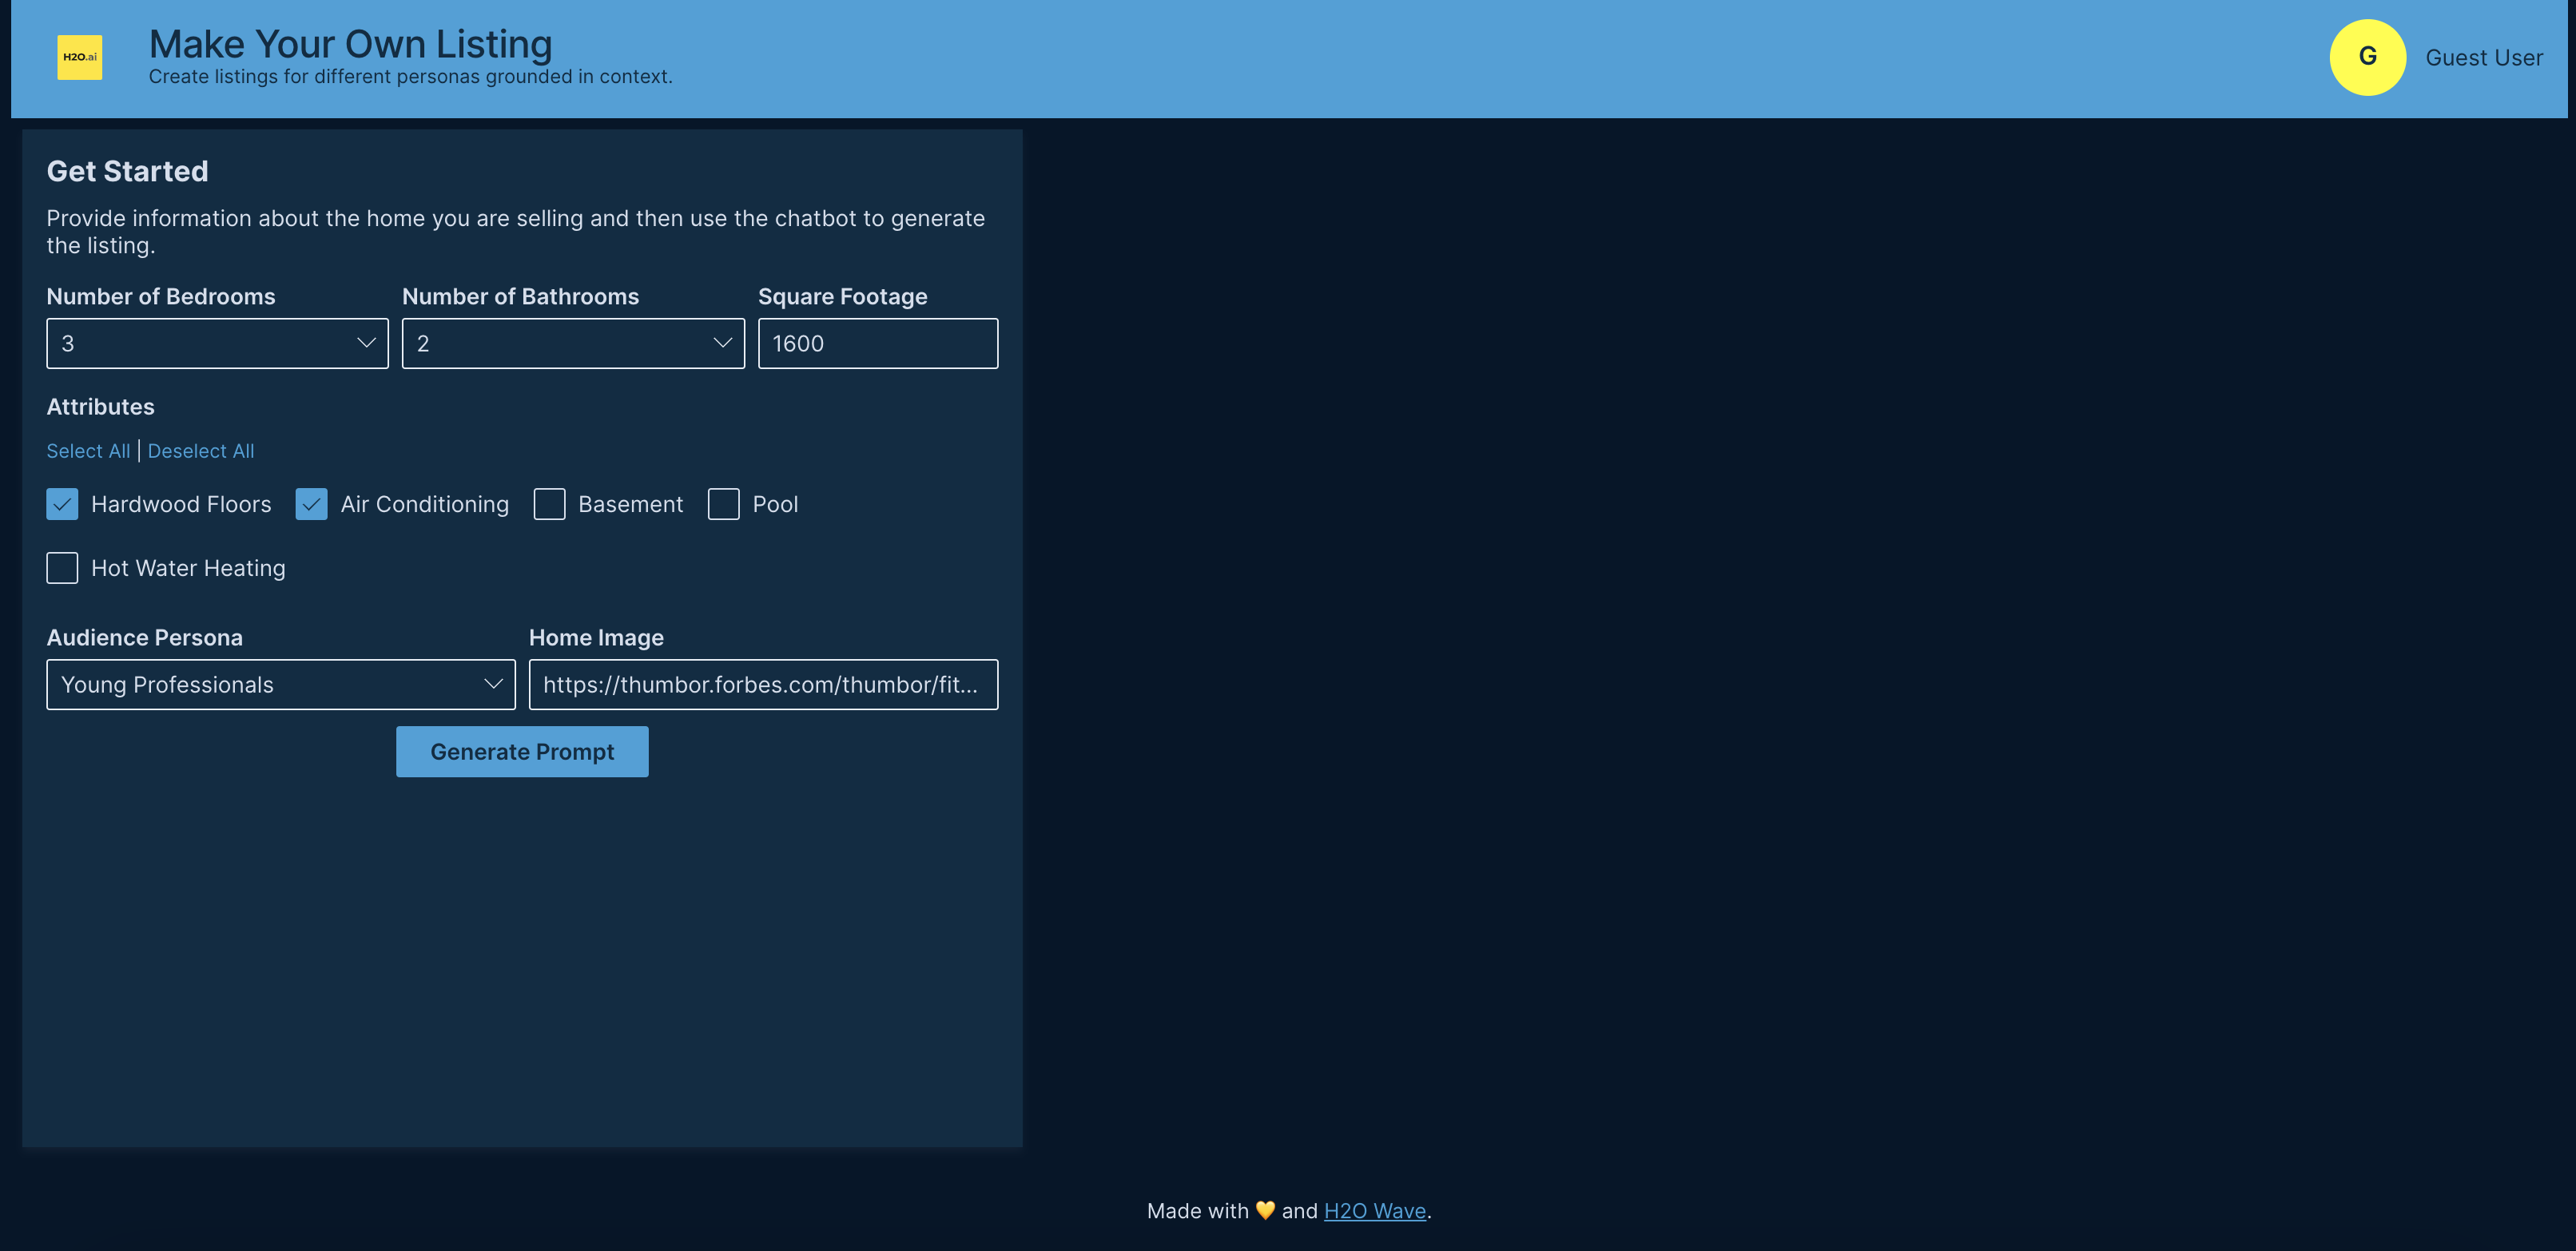 H2O.ai
Make Your Own Listing
Create listings for different personas grounded in context.
G
Guest User
Get Started
Provide information about the home you are selling and then use the chatbot to generate
the listing.
Number of Bedrooms
Number of Bathrooms
Square Footage
3
2
1600
Attributes
Select All | Deselect All
Hardwood Floors
Air Conditioning
Basement
Pool
Hot Water Heating
Audience Persona
Home Image
Young Professionals
https://thumbor.forbes.com/thumbor/fit...
Generate Prompt
Made with 💛 and H2O Wave.